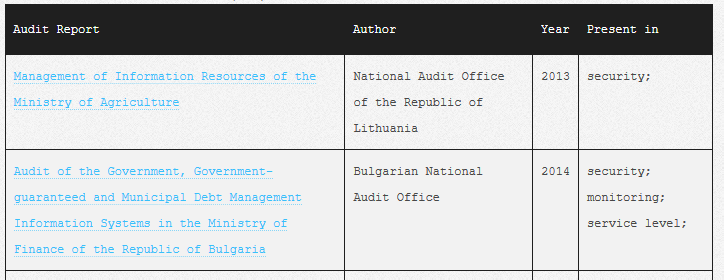 Audit Report Author Year Present in
Management of Information Resources of the National Audit Office 2013 security;
Ministry of Agriculture of the Republic of
Lithuania
Audit of the Government, Government- Bulgarian National 2014 security;
guaranteed and Municipal Debt Management Audit Office monitoring;
Information Systems in the Ministry of service level;
Finance of the Republic of Bulgaria